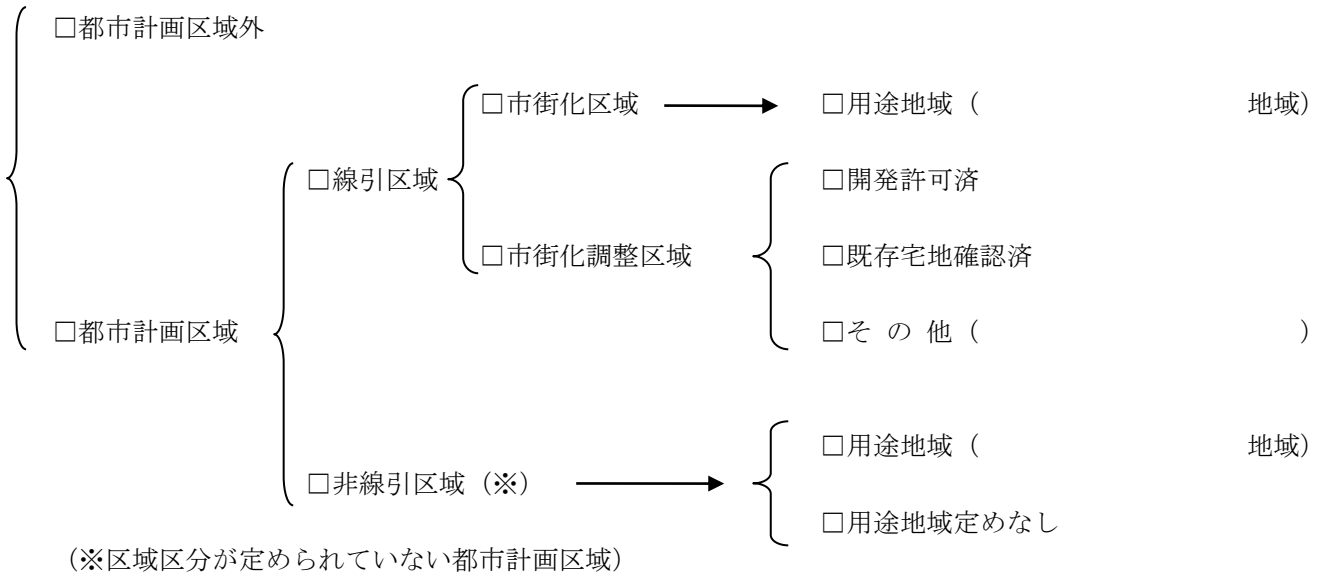 □都市計画区域外
□市街化区域 □用途地域（ 地域）
□線引区域 □開発許可済
□市街化調整区域 □既存宅地確認済
□都市計画区域 □そ の 他（ ）
□用途地域（ 地域）
□非線引区域（※）
□用途地域定めなし
（※区域区分が定められていない都市計画区域）